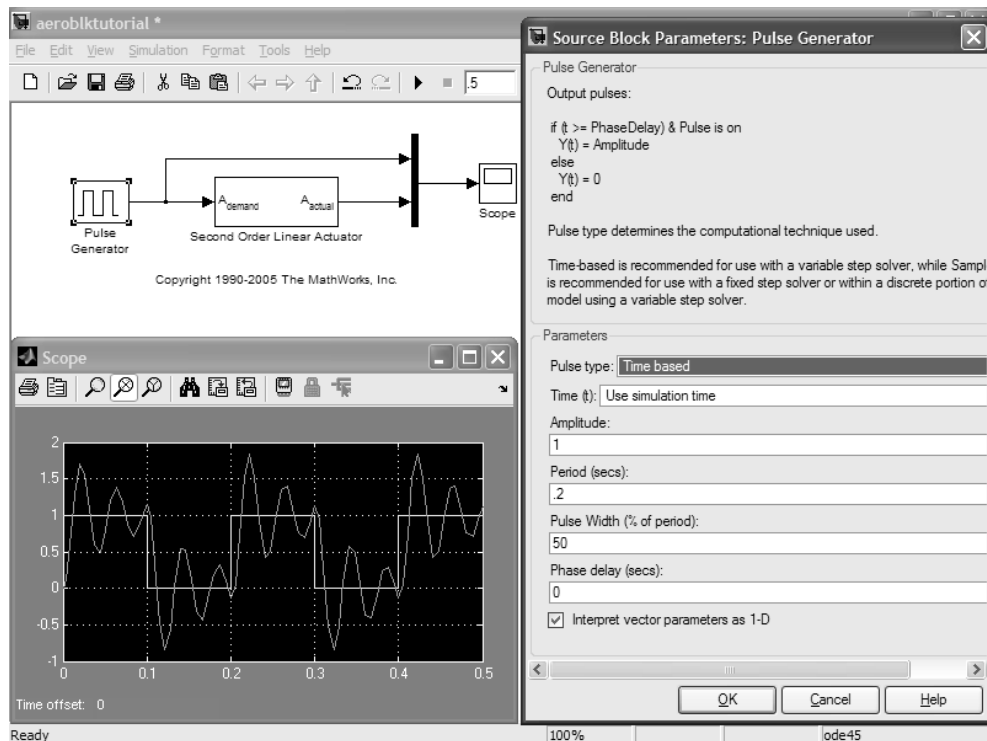 aeroblktutorial *
File Edit View Simulation Format Tools Help
.5
Pulse
Generator
A demand
A actual
Second Order Linear Actuator
Scope
Copyright 1990-2005 The MathWorks, Inc.
Scope
2
1.5
1
0.5
0
-0.5
-1
0 0.1 0.2 0.3 0.4 0.5
Time offset: 0
Source Block Parameters: Pulse Generator
Pulse Generator
Output pulses:
if (t >= PhaseDelay) & Pulse is on
Y(t) = Amplitude
else
Y(t) = 0
end
Pulse type determines the computational technique used.
Time-based is recommended for use with a variable step solver, while Sampl
is recommended for use with a fixed step solver or within a discrete portion o
model using a variable step solver.
Parameters
Pulse type: Time based
Time (t): Use simulation time
Amplitude:
1
Period (secs):
.2
Pulse Width (% of period):
50
Phase delay (secs):
0
Interpret vector parameters as 1-D
OK Cancel Help
Ready 100% ode45